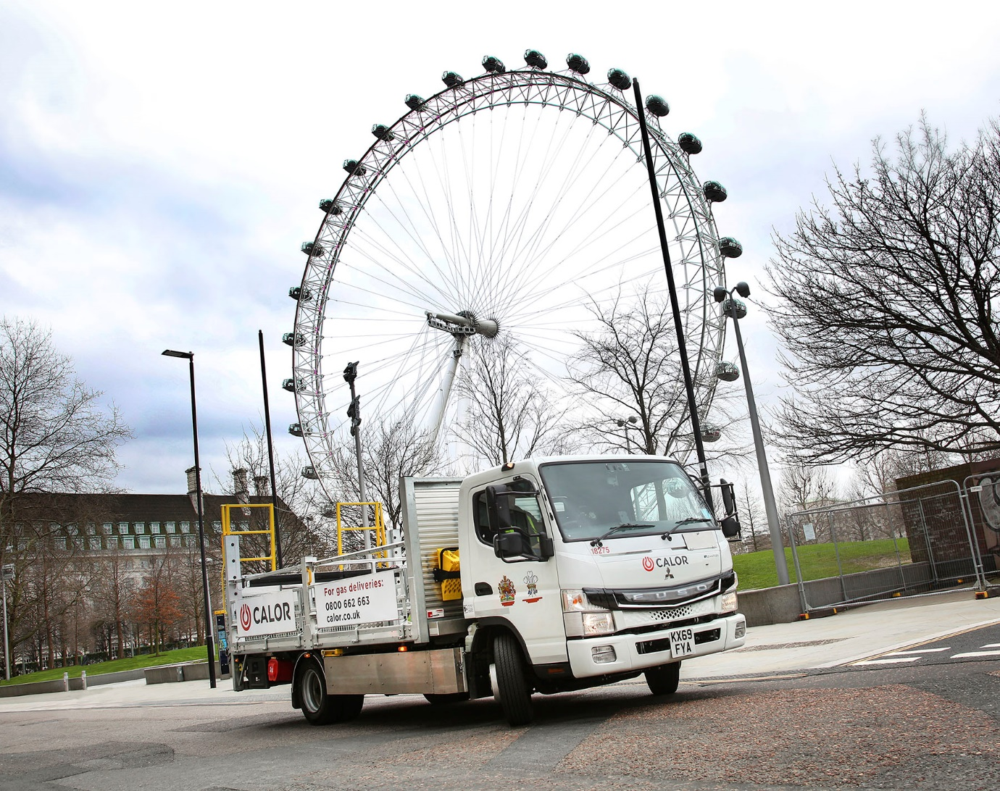 CALOR
For gas deliveries:
0800 662 663
calor.co.uk
18275
CALOR
FUSO
KX69
FYA